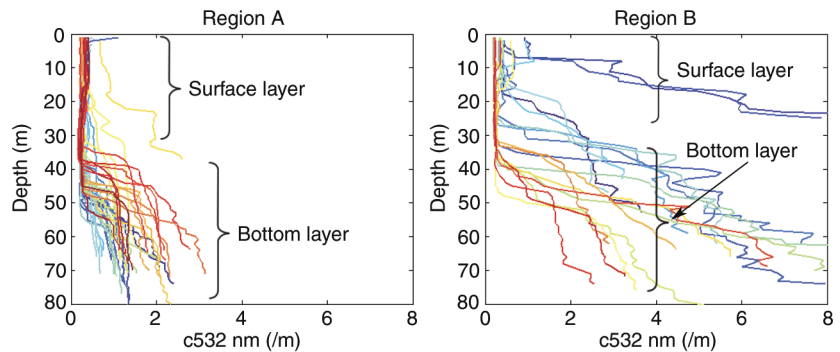 Region A
Region B
Depth (m)
0
10
20
30
40
50
60
70
80
Surface layer
Bottom layer
0
2
4
6
8
c532 nm (/m)
Depth (m)
0
10
20
30
40
50
60
70
80
Surface layer
Bottom layer
0
2
4
6
8
c532 nm (/m)